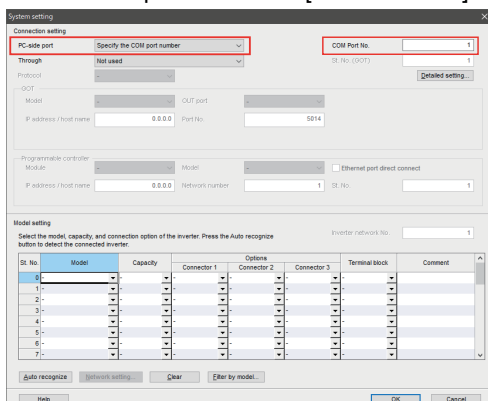 System setting
Connection setting
PC-side port Specify the COM port number COM Port No. 1
Through Not used St. No. (GOT) 1
Protocol - Detailed setting...
GOT
Model - OUT port -
IP address / host name 0.0.0.0 Port No. 5014
Programmable controller
Module - Model - Ethernet port direct connect
IP address / host name 0.0.0.0 Network number 1 St. No. 1
Model setting
Select the model, capacity, and connection option of the inverter. Press the Auto recognize Inverter network No. 1
button to detect the connected inverter.
St. No. Model Capacity Options Terminal block Comment
Connector 1 Connector 2 Connector 3
0 - - - - - -
1 - - - - - -
2 - - - - - -
3 - - - - - -
4 - - - - - -
5 - - - - - -
6 - - - - - -
7 - - - - - -
Auto recognize Network setting... Clear Filter by model...
Help OK Cancel